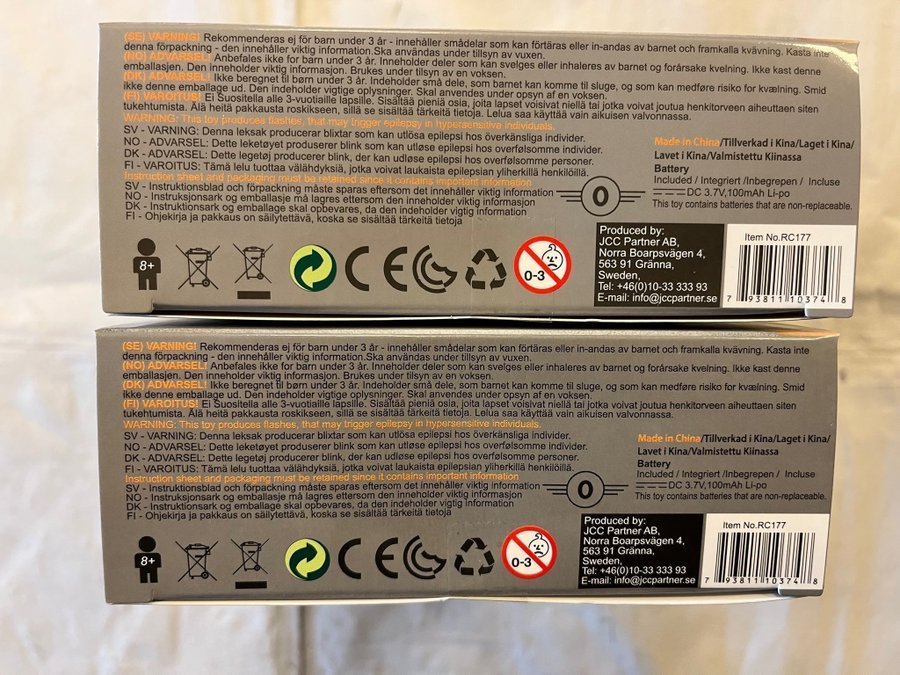 (SE) VARNING! Rekommenderas ej för barn under 3 år - innehåller smådelar som kan förtäras eller in-andas av barnet och framkalla kvävning. Kasta inte
denna förpackning - den innehåller viktig information.Ska användas under tillsyn av vuxen.
(NO) ADVARSEL! Anbefales ikke for barn under 3 år. Inneholder deler som kan svelges eller inhaleres av barnet og forårsake kvelning. Ikke kast denne
emballasjen. Den inneholder viktig informasjon. Brukes under tilsyn av en voksen.
(DK) ADVARSEL! Ikke beregnet til børn under 3 år. Indeholder små dele, som barnet kan komme til sluge, og som kan medføre risiko for kvælning. Smid
ikke denne emballage ud. Den indeholder vigtige oplysninger. Skal anvendes under opsyn af en voksen.
(FI) VAROITUS! Ei Suositella alle 3-vuotiaille lapsille. Sisältää pieniä osia, joita lapset voisivat niellä tai jotka voivat joutua henkitorveen aiheuttaen siten
tukehtumista. Älä heitä pakkausta roskikseen, sillä se sisältää tärkeitä tietoja. Lelua saa käyttää vain aikuisen valvonnassa.
WARNING: This toy produces flashes, that may trigger epilepsy in hypersensitive individuals.
SV - VARNING: Denna leksak producerar blixtar som kan utlösa epilepsi hos överkänsliga individer.
NO - ADVARSEL: Dette leketøyet produserer blink som kan utløse epilepsi hos overfølsomme individer.
DK - ADVARSEL: Dette legetøj producerer blink, der kan udløse epilepsi hos overfølsomme personer.
FI - VAROITUS: Tämä lelu tuottaa välähdyksiä, jotka voivat laukaista epilepsian yliherkillä henkilöillä.
Instruction sheet and packaging must be retained since it contains important information
SV - Instruktionsblad och förpackning måste sparas eftersom det innehåller viktig information
NO - Instruksjonsark og emballasje må lagres ettersom den inneholder viktig informasjon
DK - Instruksark og emballage skal opbevares, da den indeholder vigtig information
FI - Ohjekirja ja pakkaus on säilytettävä, koska se sisältää tärkeitä tietoja
0
Made in China/Tillverkad i Kina/Laget i Kina/
Lavet i Kina/Valmistettu Kiinassa
Battery
Included / Integriert /Inbegrepen / Incluse
DC 3.7V,100mAh Li-po
This toy contains batteries that are non-replaceable.
8+
CE
0-3
Produced by:
JCC Partner AB,
Norra Boarpsvägen 4,
563 91 Gränna,
Sweden,
Tel: +46(0)10-33 333 93
E-mail: info@jccpartner.se
Item No.RC177
7 93811 10374 8
(SE) VARNING! Rekommenderas ej för barn under 3 år - innehåller smådelar som kan förtäras eller in-andas av barnet och framkalla kvävning. Kasta inte
denna förpackning - den innehåller viktig information.Ska användas under tillsyn av vuxen.
(NO) ADVARSEL! Anbefales ikke for barn under 3 år. Inneholder deler som kan svelges eller inhaleres av barnet og forårsake kvelning. Ikke kast denne
emballasjen. Den inneholder viktig informasjon. Brukes under tilsyn av en voksen.
(DK) ADVARSEL! Ikke beregnet til børn under 3 år. Indeholder små dele, som barnet kan komme til sluge, og som kan medføre risiko for kvælning. Smid
ikke denne emballage ud. Den indeholder vigtige oplysninger. Skal anvendes under opsyn af en voksen.
(FI) VAROITUS! Ei Suositella alle 3-vuotiaille lapsille. Sisältää pieniä osia, joita lapset voisivat niellä tai jotka voivat joutua henkitorveen aiheuttaen siten
tukehtumista. Älä heitä pakkausta roskikseen, sillä se sisältää tärkeitä tietoja. Lelua saa käyttää vain aikuisen valvonnassa.
WARNING: This toy produces flashes, that may trigger epilepsy in hypersensitive individuals.
SV - VARNING: Denna leksak producerar blixtar som kan utlösa epilepsi hos överkänsliga individer.
NO - ADVARSEL: Dette leketøyet produserer blink som kan utløse epilepsi hos overfølsomme individer.
DK - ADVARSEL: Dette legetøj producerer blink, der kan udløse epilepsi hos overfølsomme personer.
FI - VAROITUS: Tämä lelu tuottaa välähdyksiä, jotka voivat laukaista epilepsian yliherkillä henkilöillä.
Instruction sheet and packaging must be retained since it contains important information
SV - Instruktionsblad och förpackning måste sparas eftersom det innehåller viktig information
NO - Instruksjonsark og emballasje må lagres ettersom den inneholder viktig informasjon
DK - Instruksark og emballage skal opbevares, da den indeholder vigtig information
FI - Ohjekirja ja pakkaus on säilytettävä, koska se sisältää tärkeitä tietoja
0
Made in China/Tillverkad i Kina/Laget i Kina/
Lavet i Kina/Valmistettu Kiinassa
Battery
Included / Integriert /Inbegrepen / Incluse
DC 3.7V,100mAh Li-po
This toy contains batteries that are non-replaceable.
8+
CE
0-3
Produced by:
JCC Partner AB,
Norra Boarpsvägen 4,
563 91 Gränna,
Sweden,
Tel: +46(0)10-33 333 93
E-mail: info@jccpartner.se
Item No.RC177
7 93811 10374 8